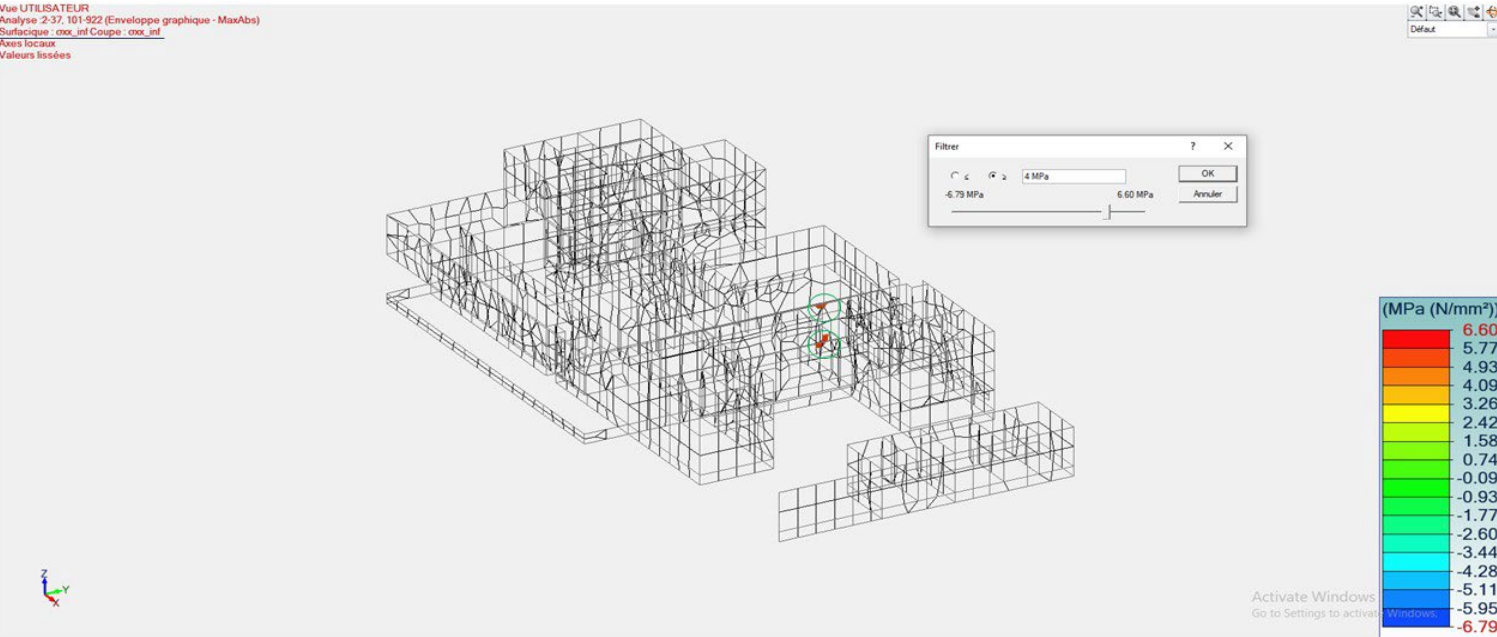 Vue UTILISATEUR
Analyse :2-37, 101-922 (Enveloppe graphique - MaxAbs)
Surfacique : σxx_inf Coupe : σxx_inf
Axes locaux
Valeurs lissées
Défaut
Filtrer
? X
≤ ≥ 4 MPa
OK
-6.79 MPa
6.60 MPa
Annuler
(MPa (N/mm²))
6.60
5.77
4.93
4.09
3.26
2.42
1.58
0.74
-0.09
-0.93
-1.77
-2.60
-3.44
-4.28
-5.11
-5.95
-6.79
Z
Y
X
Activate Windows
Go to Settings to activate Windows.